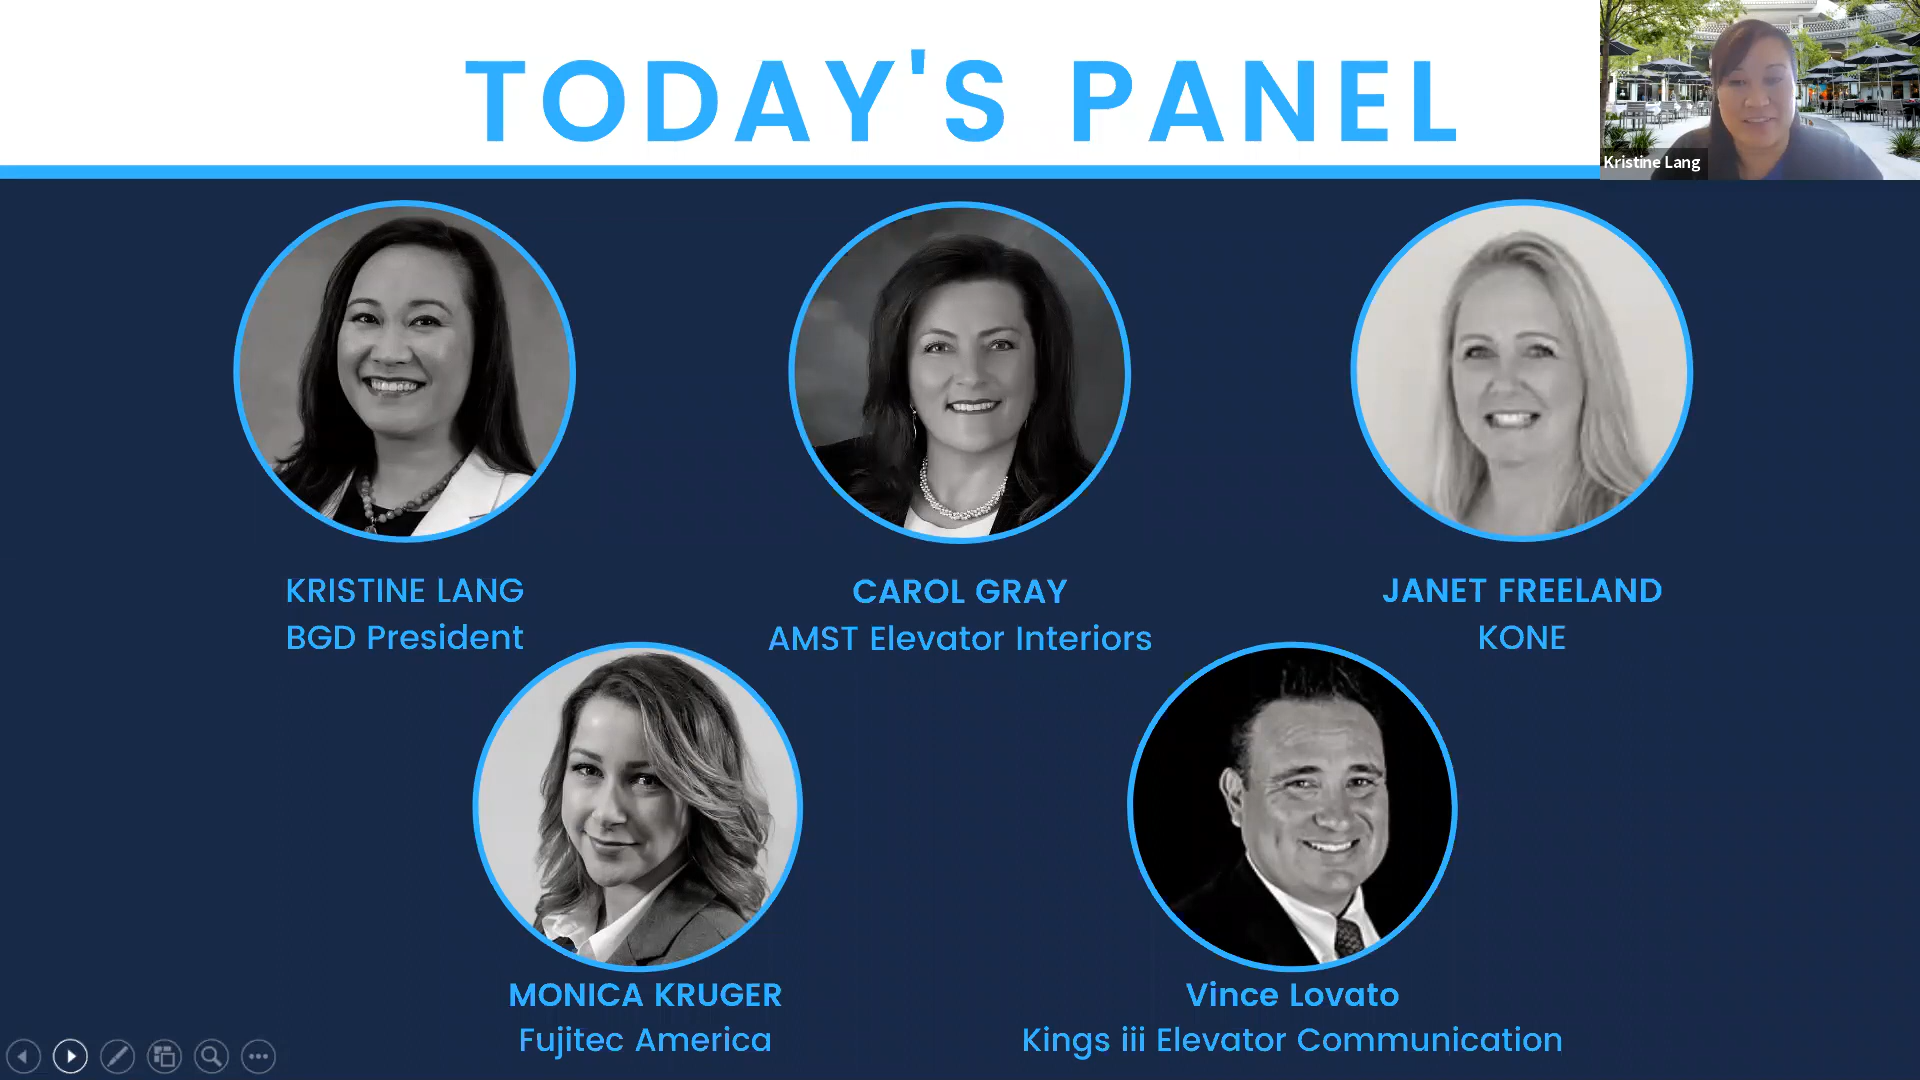 TODAY'S PANEL
Kristine Lang
KRISTINE LANG
BGD President
CAROL GRAY
AMST Elevator Interiors
JANET FREELAND
KONE
MONICA KRUGER
Fujitec America
Vince Lovato
Kings iii Elevator Communication